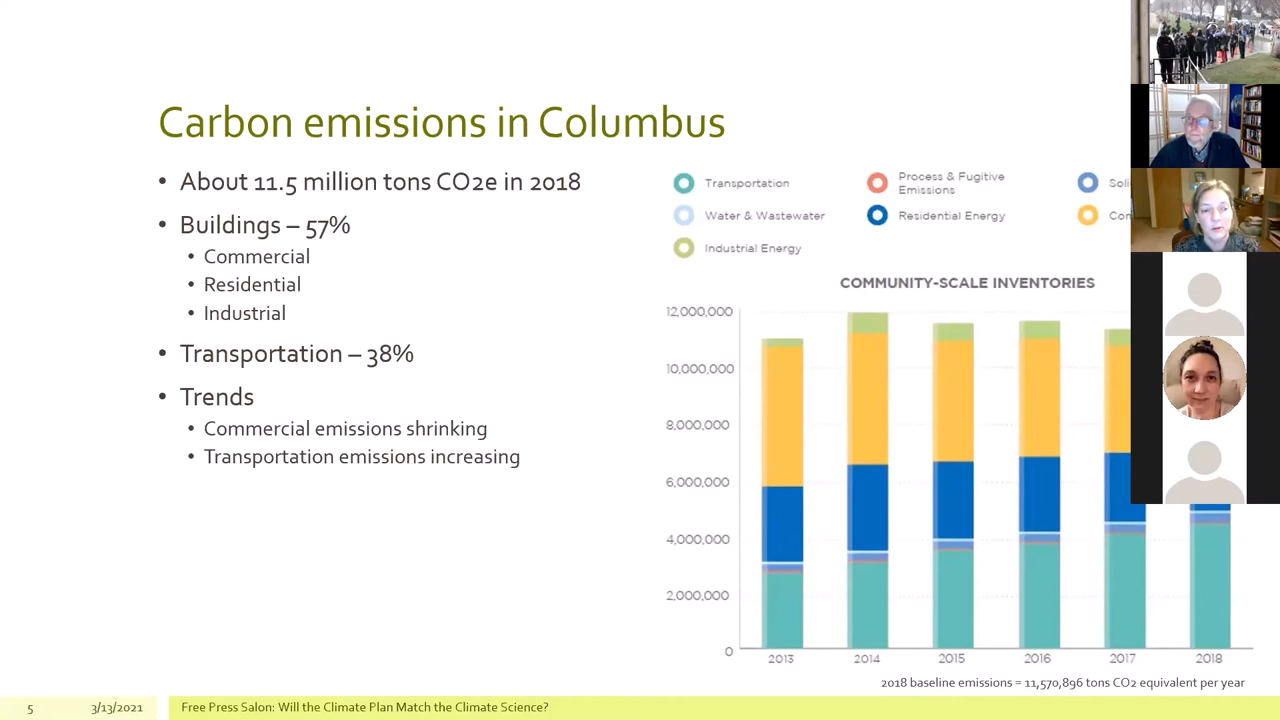 Carbon emissions in Columbus
• About 11.5 million tons CO2e in 2018
• Buildings – 57%
• Commercial
• Residential
• Industrial
• Transportation – 38%
• Trends
• Commercial emissions shrinking
• Transportation emissions increasing
Transportation
Process & Fugitive
Emissions
Water & Wastewater
Residential Energy
Industrial Energy
COMMUNITY-SCALE INVENTORIES
12,000,000
10,000,000
8,000,000
6,000,000
4,000,000
2,000,000
0
2013 2014 2015 2016 2017 2018
2018 baseline emissions = 11,570,896 tons CO2 equivalent per year
5 3/13/2021 Free Press Salon: Will the Climate Plan Match the Climate Science?